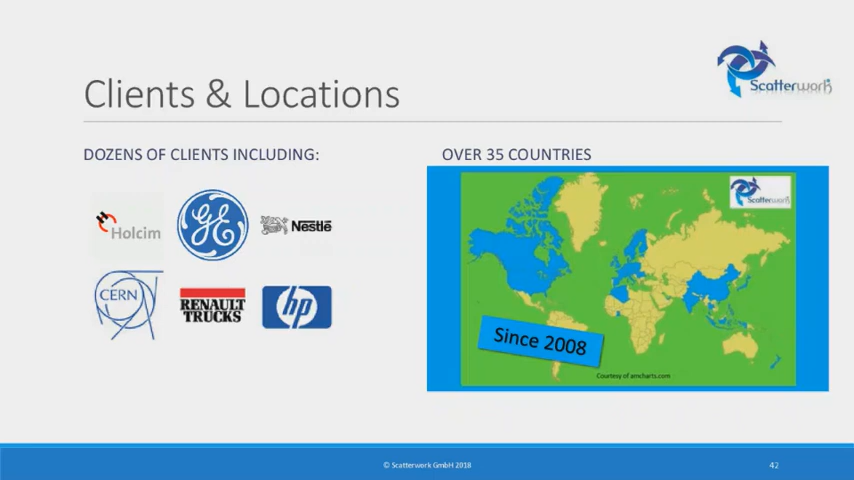 Scatterwork
Clients & Locations
DOZENS OF CLIENTS INCLUDING:
OVER 35 COUNTRIES
Holcim
GE
Nestlé
CERN
RENAULT
TRUCKS
hp
Scatterwork
Since 2008
Courtesy of amcharts.com
© Scatterwork GmbH 2018
42